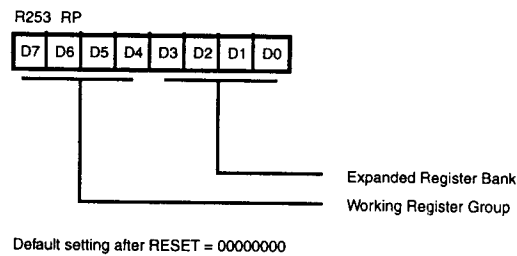 R253 RP
D7 D6 D5 D4 D3 D2 D1 D0
Expanded Register Bank
Working Register Group
Default setting after RESET = 00000000